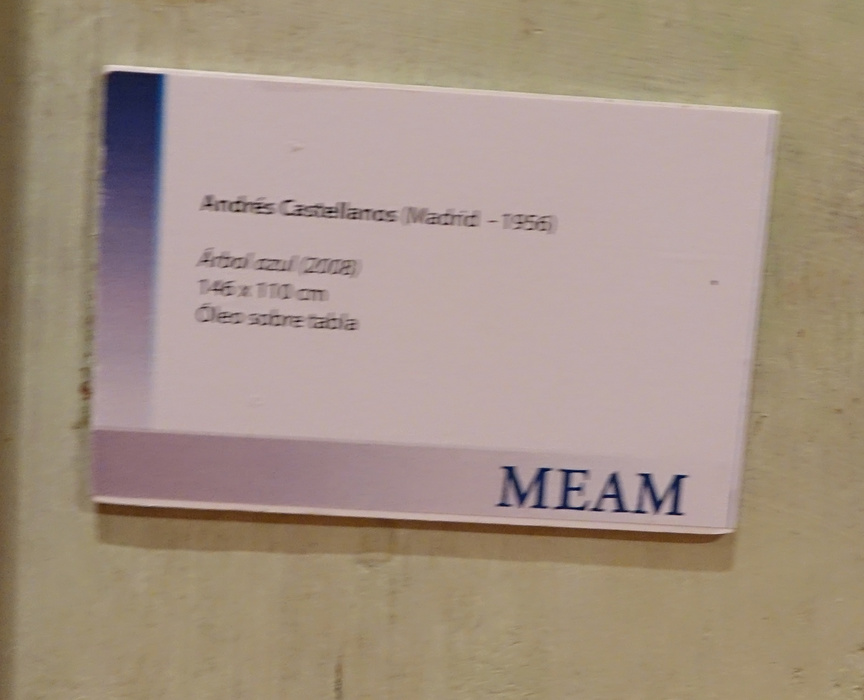 Andrés Castellanos (Madrid - 1956)
Árbol azul (2008)
146 x 110 cm
Óleo sobre tabla
MEAM